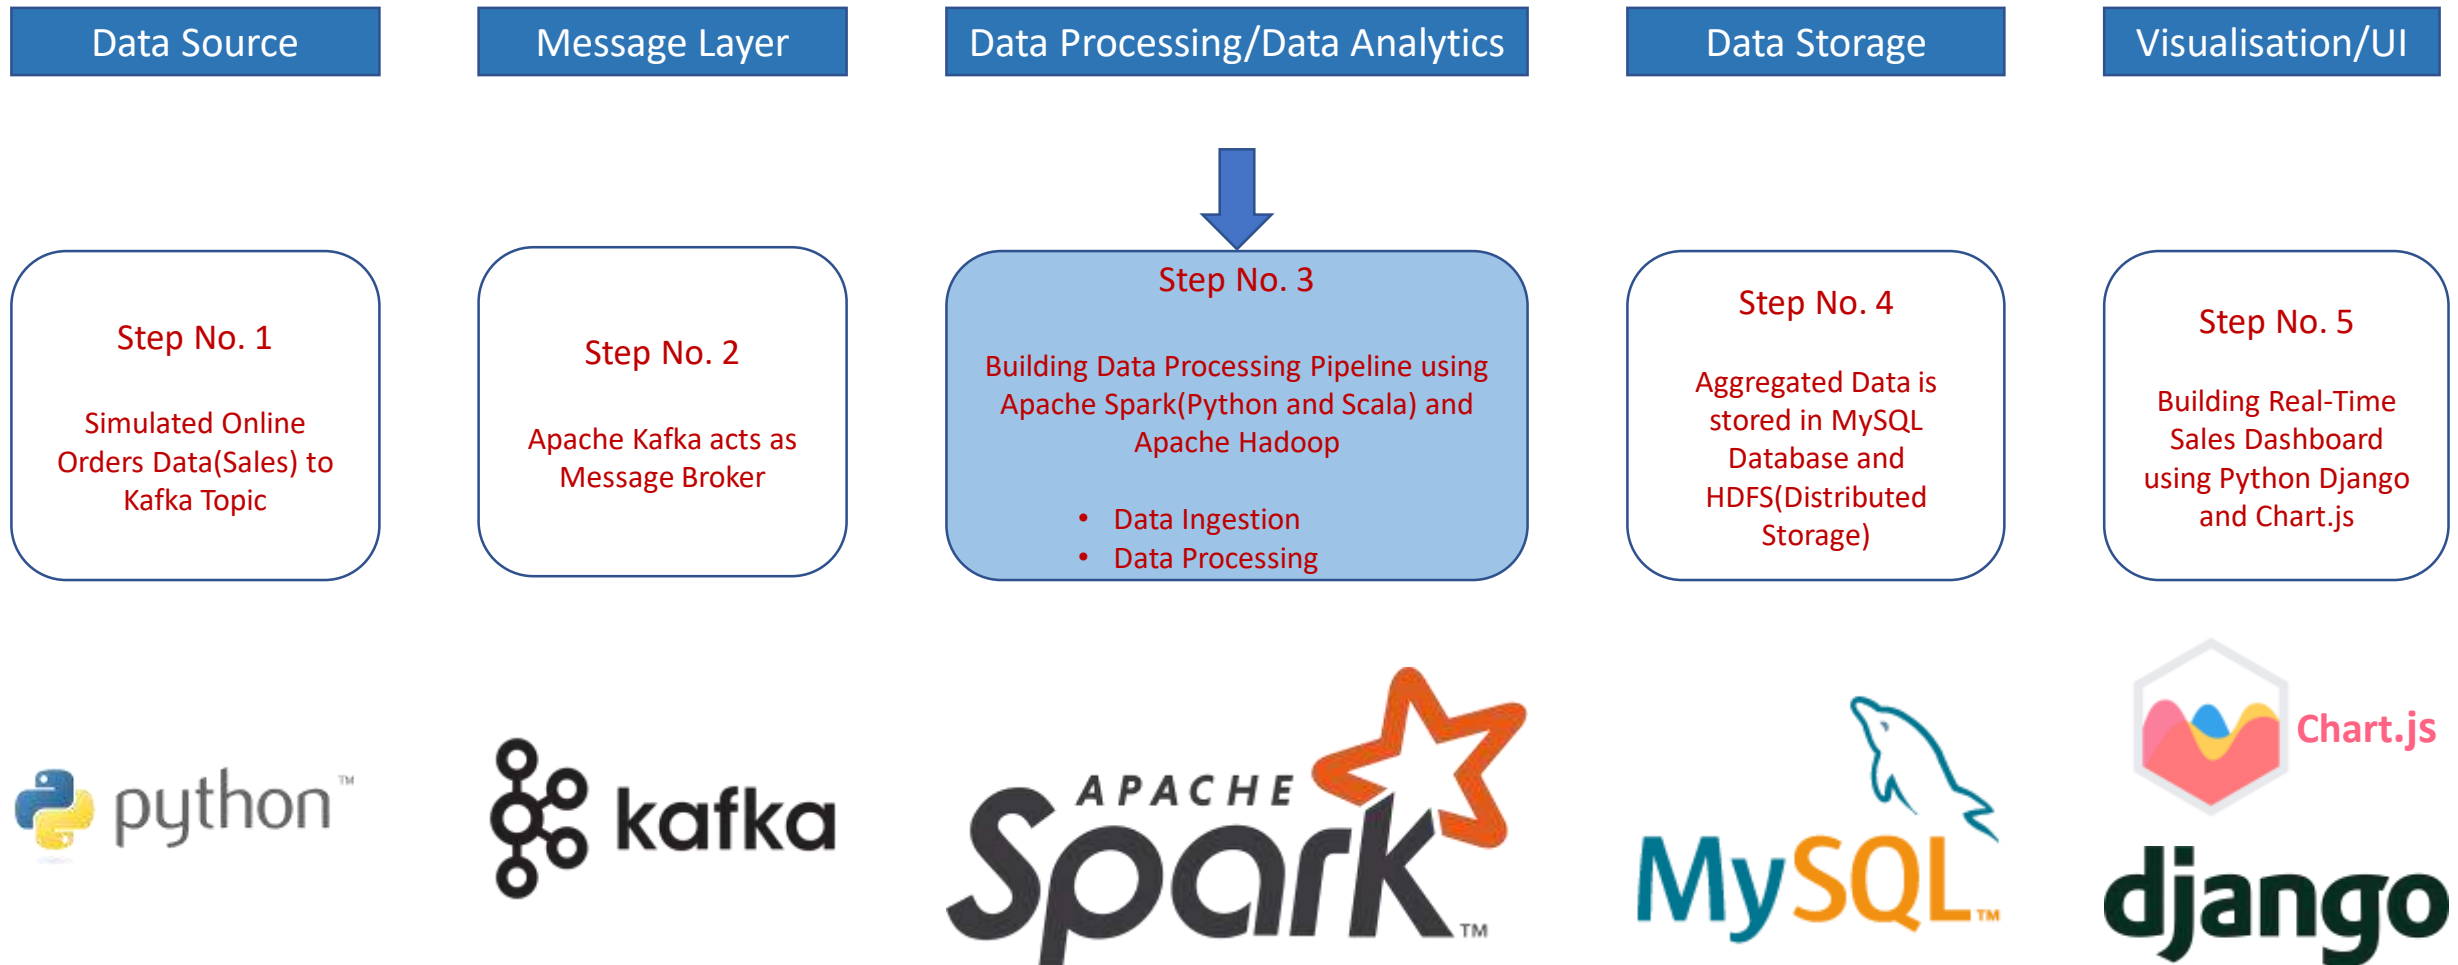 Data Source
Message Layer
Data Processing/Data Analytics
Data Storage
Visualisation/UI
Step No. 1
Simulated Online
Orders Data(Sales) to
Kafka Topic
Step No. 2
Apache Kafka acts as
Message Broker
Step No. 3
Building Data Processing Pipeline using
Apache Spark(Python and Scala) and
Apache Hadoop
• Data Ingestion
• Data Processing
Step No. 4
Aggregated Data is
stored in MySQL
Database and
HDFS(Distributed
Storage)
Step No. 5
Building Real-Time
Sales Dashboard
using Python Django
and Chart.js
python™
kafka
APACHE
Spark™
MySQL™
Chart.js
django